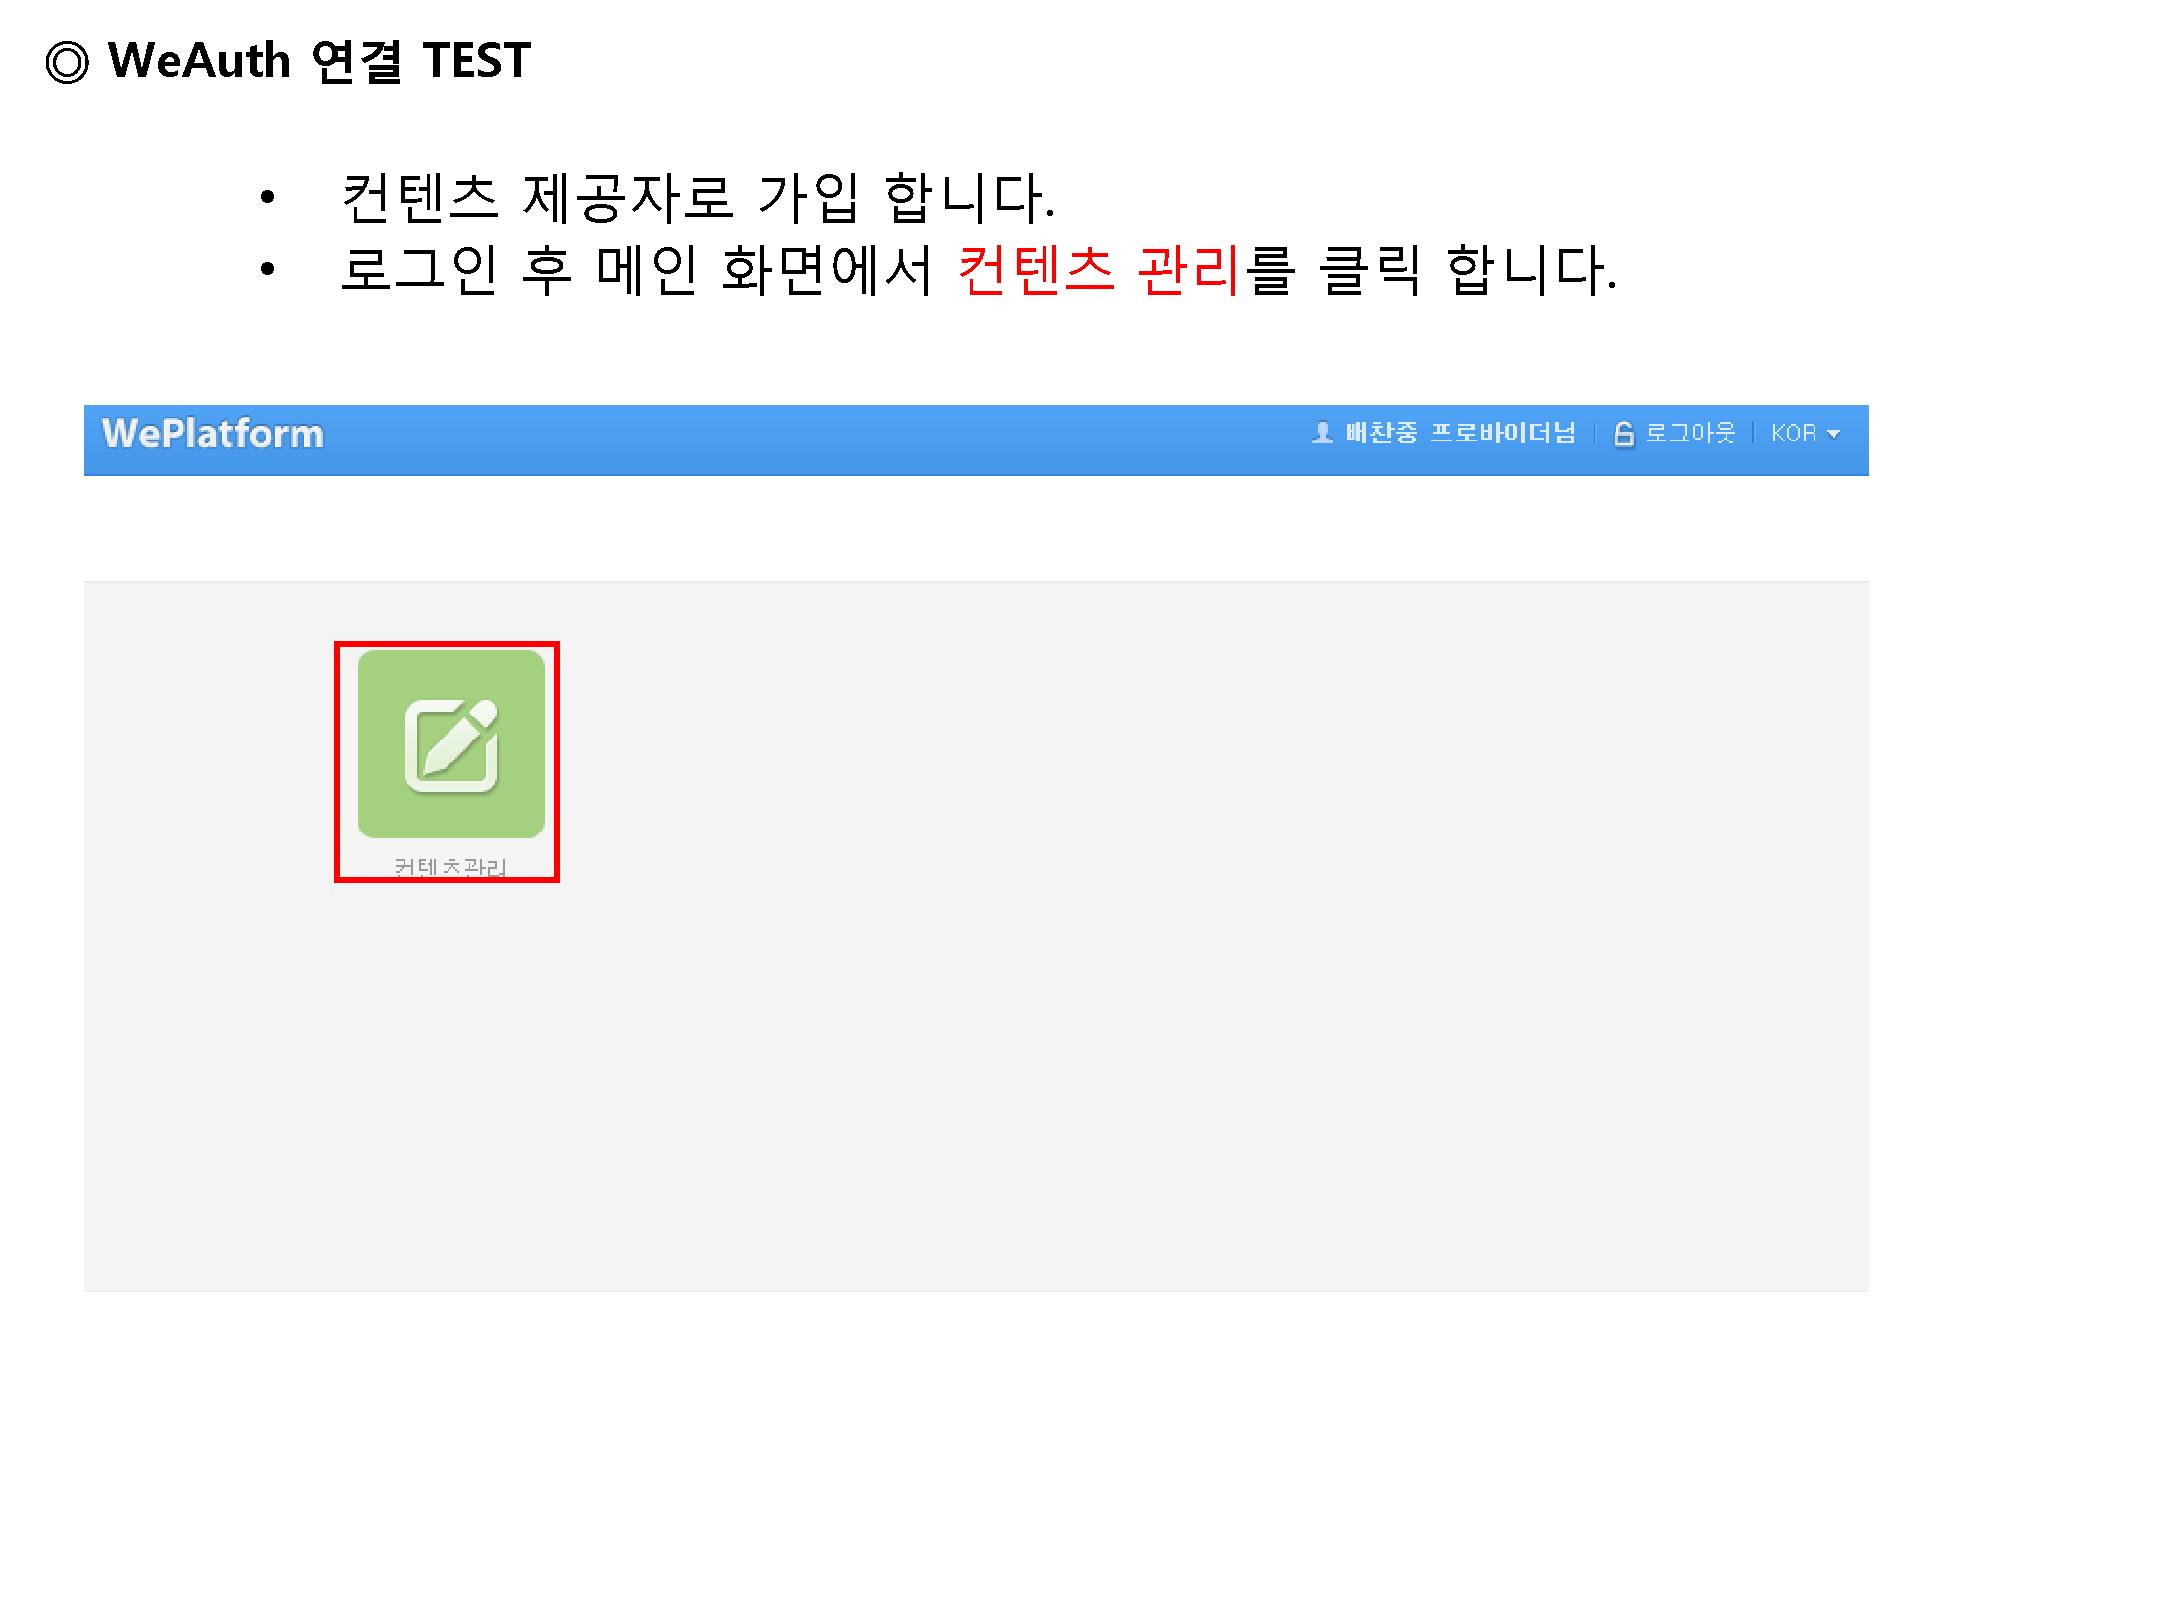 ◎ WeAuth 연결 TEST
• 컨텐츠 제공자로 가입 합니다.
• 로그인 후 메인 화면에서 컨텐츠 관리를 클릭 합니다.
WePlatform
배찬중 프로바이더님 | 로그아웃 | KOR
컨텐츠관리